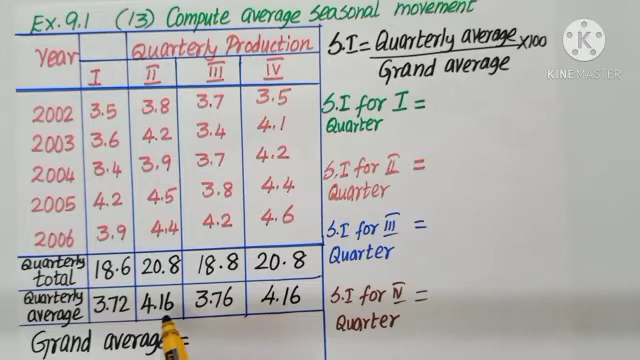 Ex.9.1 (13) Compute average seasonal movement
Year Quarterly Production
I II III IV
2002 3.5 3.8 3.7 3.5
2003 3.6 4.2 3.4 4.1
2004 3.4 3.9 3.7 4.2
2005 4.2 4.5 3.8 4.4
2006 3.9 4.4 4.2 4.6
Quarterly total 18.6 20.8 18.8 20.8
Quarterly average 3.72 4.16 3.76 4.16
Grand average =
S.I = Quarterly average x100
Grand average
S.I for I =
Quarter
S.I for II =
Quarter
S.I for III =
Quarter
S.I for IV =
Quarter
K
KINEMASTER